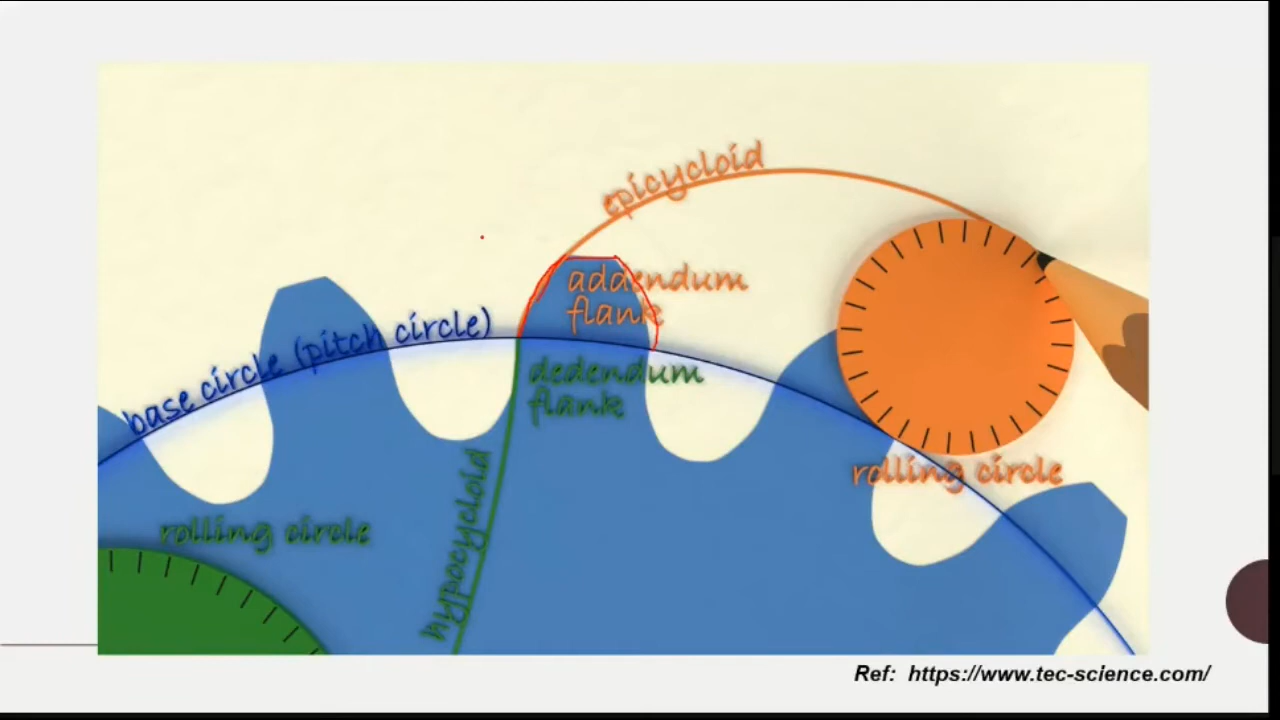 epicycloid
addendum
flank
base circle (pitch circle)
dedendum
flank
rolling circle
rolling circle
hypocycloid
Ref: https://www.tec-science.com/